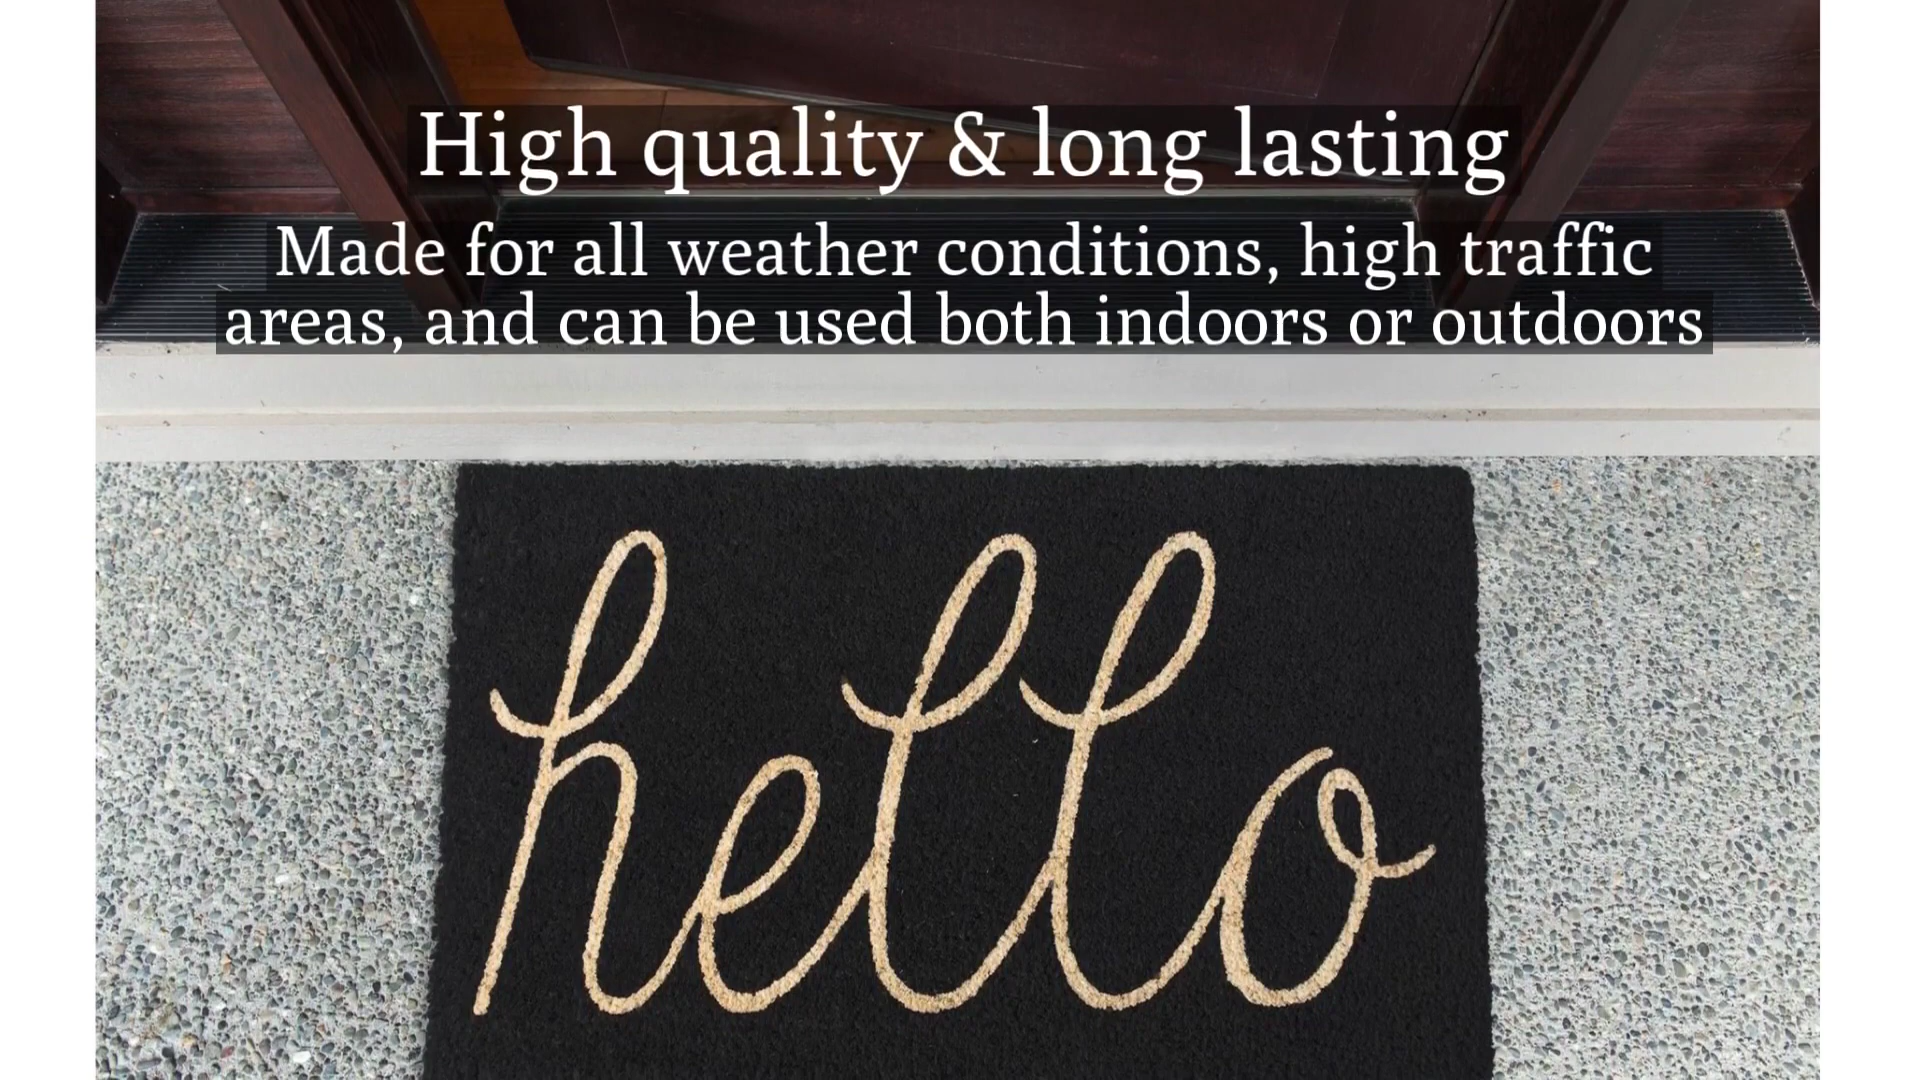 High quality & long lasting
Made for all weather conditions, high traffic
areas, and can be used both indoors or outdoors
hello